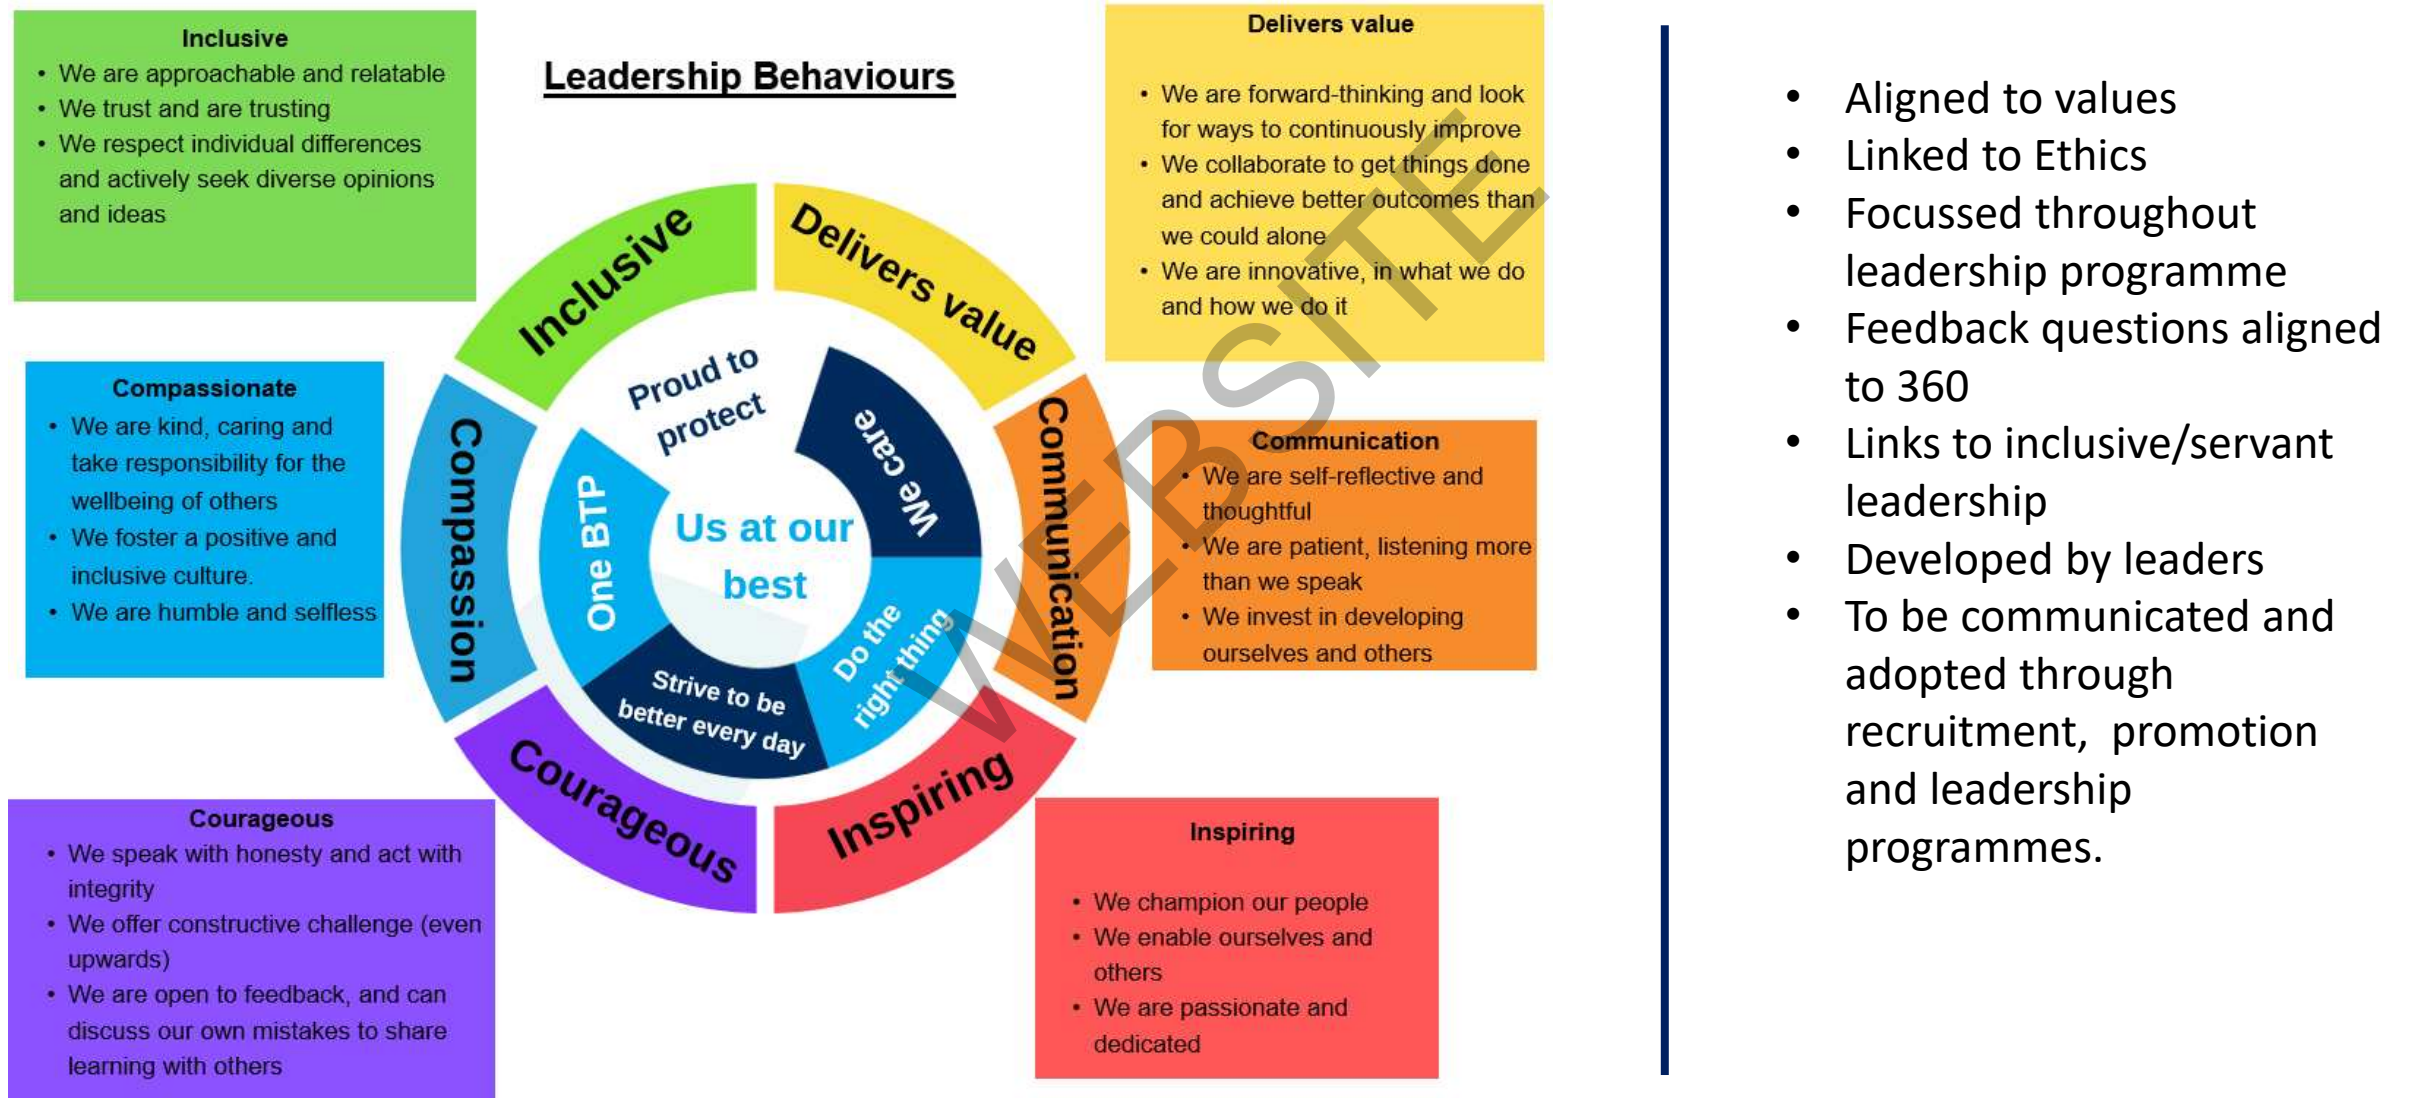 Leadership Behaviours
Inclusive
• We are approachable and relatable
• We trust and are trusting
• We respect individual differences
and actively seek diverse opinions
and ideas
Compassionate
• We are kind, caring and
take responsibility for the
wellbeing of others
• We foster a positive and
inclusive culture.
• We are humble and selfless
Courageous
• We speak with honesty and act with
integrity
• We offer constructive challenge (even
upwards)
• We are open to feedback, and can
discuss our own mistakes to share
learning with others
Inclusive
Delivers value
Communication
Inspiring
Courageous
Compassion
Proud to
protect
We care
Do the
right thing
Strive to be
better every day
One BTP
Us at our
best
Delivers value
• We are forward-thinking and look
for ways to continuously improve
• We collaborate to get things done
and achieve better outcomes than
we could alone
• We are innovative, in what we do
and how we do it
Communication
• We are self-reflective and
thoughtful
• We are patient, listening more
than we speak
• We invest in developing
ourselves and others
Inspiring
• We champion our people
• We enable ourselves and
others
• We are passionate and
dedicated
WEBSITE
• Aligned to values
• Linked to Ethics
• Focussed throughout
leadership programme
• Feedback questions aligned
to 360
• Links to inclusive/servant
leadership
• Developed by leaders
• To be communicated and
adopted through
recruitment, promotion
and leadership
programmes.